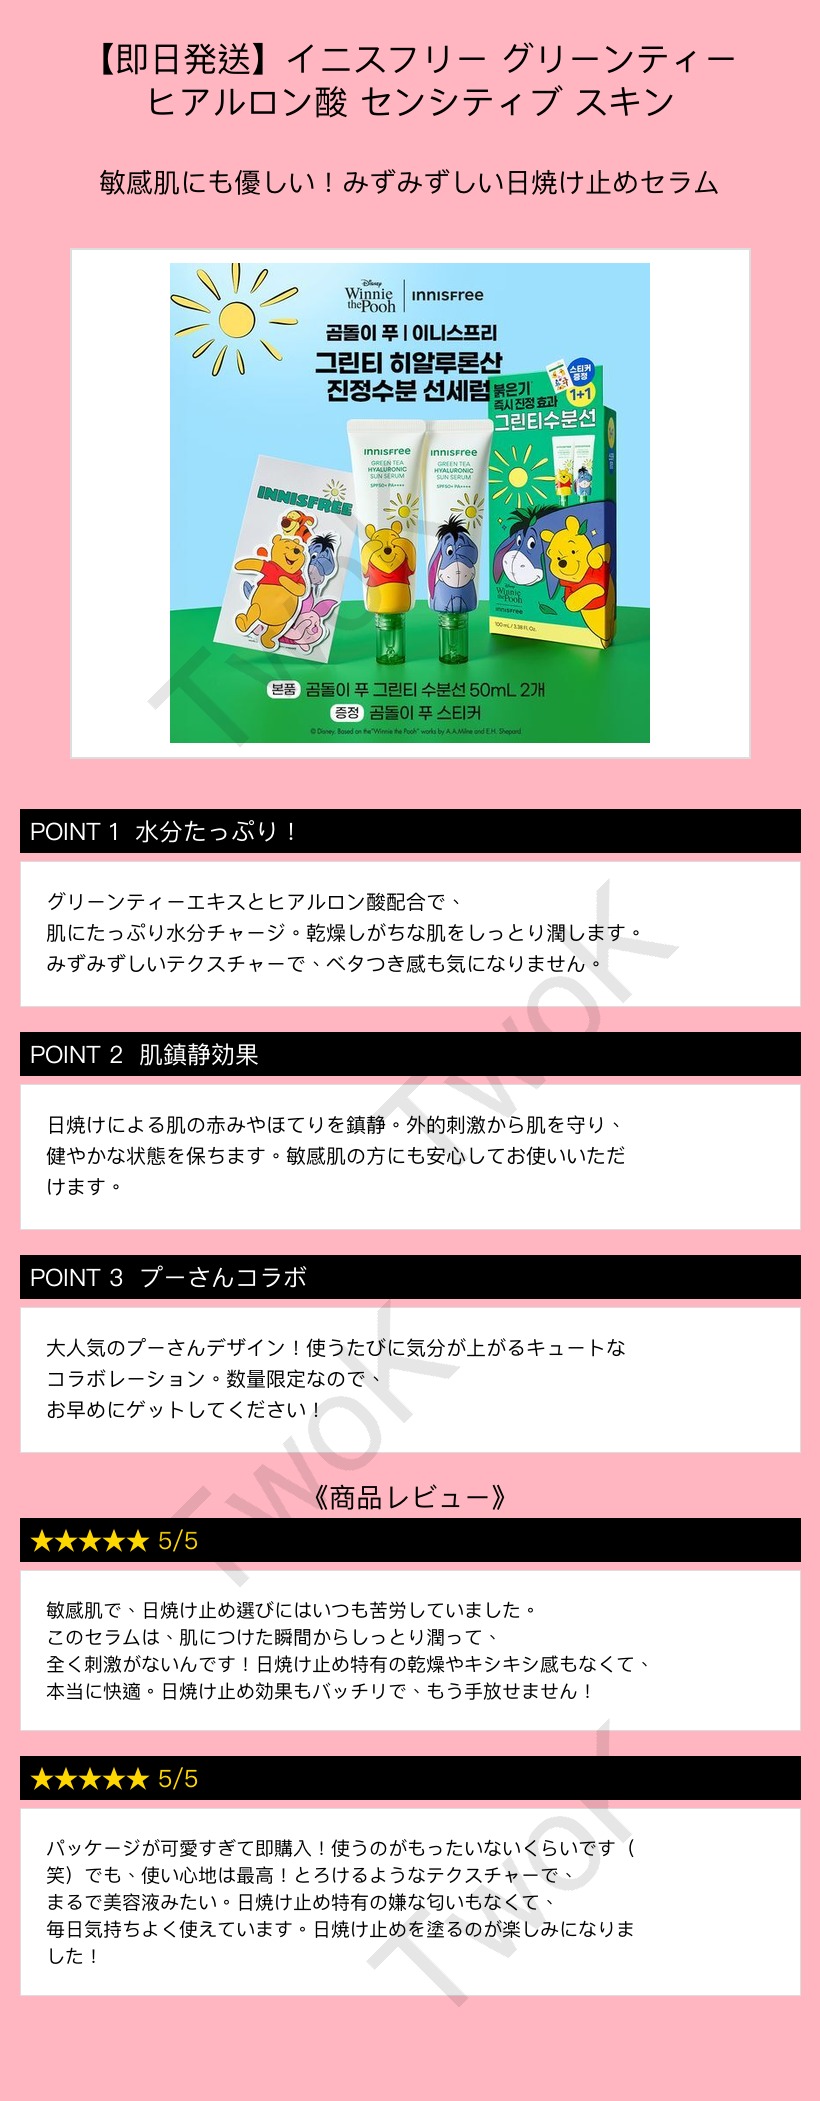 【即日発送】イニスフリー グリーンティー
ヒアルロン酸 センシティブ スキン
敏感肌にも優しい！みずみずしい日焼け止めセラム
Disney
Winnie
the Pooh
innisfree
곰돌이 푸 | 이니스프리
그린티 히알루론산
진정수분 선세럼
스티커
증정
1+1
붉은기
즉시 진정 효과
그린티수분선
INNISFREE
innisfree
GREEN TEA
HYALURONIC
SUN SERUM
SPF50+ PA++++
innisfree
GREEN TEA
HYALURONIC
SUN SERUM
SPF50+ PA++++
Disney
Winnie
the Pooh
innisfree
100 mL / 3.38 Fl. Oz.
본품 곰돌이 푸 그린티 수분선 50mL 2개
증정 곰돌이 푸 스티커
© Disney. Based on the "Winnie the Pooh" works by A.A.Milne and E.H. Shepard
TwoK
POINT 1 水分たっぷり！
グリーンティーエキスとヒアルロン酸配合で、
肌にたっぷり水分チャージ。乾燥しがちな肌をしっとり潤します。
みずみずしいテクスチャーで、ベタつき感も気になりません。
TwoK
POINT 2 肌鎮静効果
日焼けによる肌の赤みやほてりを鎮静。外的刺激から肌を守り、
健やかな状態を保ちます。敏感肌の方にも安心してお使いいただ
けます。
POINT 3 プーさんコラボ
大人気のプーさんデザイン！使うたびに気分が上がるキュートな
コラボレーション。数量限定なので、
お早めにゲットしてください！
TwoK
《商品レビュー》
★★★★★ 5/5
敏感肌で、日焼け止め選びにはいつも苦労していました。
このセラムは、肌につけた瞬間からしっとり潤って、
全く刺激がないんです！日焼け止め特有の乾燥やキシキシ感もなくて、
本当に快適。日焼け止め効果もバッチリで、もう手放せません！
★★★★★ 5/5
パッケージが可愛すぎて即購入！使うのがもったいないくらいです（
笑）でも、使い心地は最高！とろけるようなテクスチャーで、
まるで美容液みたい。日焼け止め特有の嫌な匂いもなくて、
毎日気持ちよく使えています。日焼け止めを塗るのが楽しみになりま
した！
TwoK